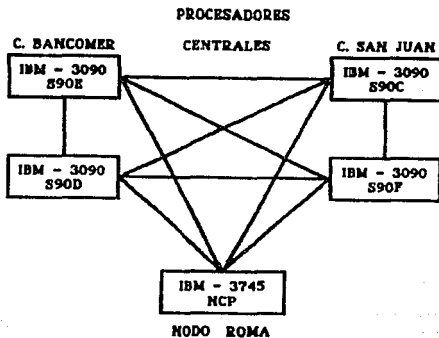 PROCESADORES
CENTRALES
C. BANCOMER
C. SAN JUAN
IBM - 3090
S90E
IBM - 3090
S90C
IBM - 3090
S90D
IBM - 3090
S90F
IBM - 3745
NCP
NODO ROMA